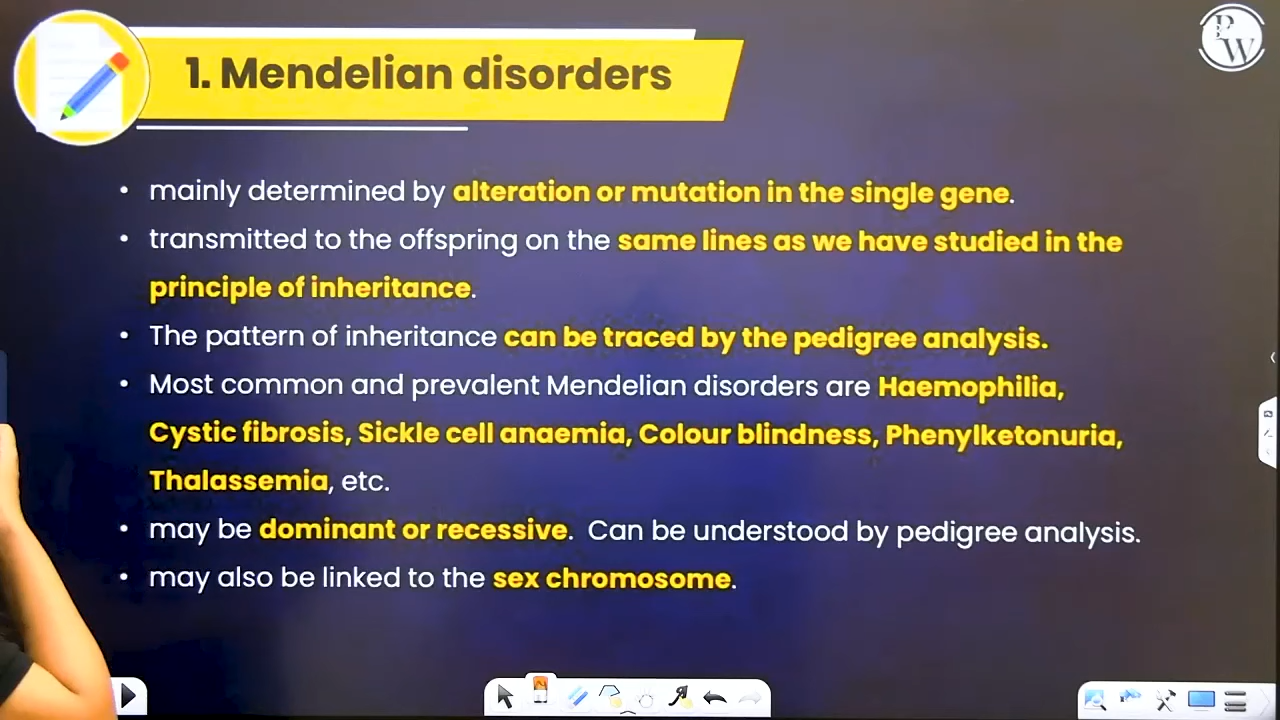 PW
1. Mendelian disorders
• mainly determined by alteration or mutation in the single gene.
• transmitted to the offspring on the same lines as we have studied in the
principle of inheritance.
• The pattern of inheritance can be traced by the pedigree analysis.
• Most common and prevalent Mendelian disorders are Haemophilia,
Cystic fibrosis, Sickle cell anaemia, Colour blindness, Phenylketonuria,
Thalassemia, etc.
• may be dominant or recessive. Can be understood by pedigree analysis.
• may also be linked to the sex chromosome.